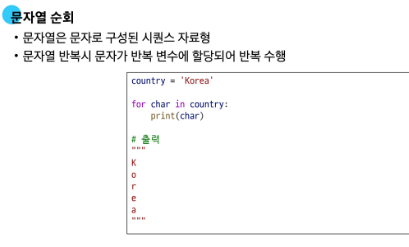 문자열 순회
• 문자열은 문자로 구성된 시퀀스 자료형
• 문자열 반복시 문자가 반복 변수에 할당되어 반복 수행
country = 'Korea'
for char in country:
    print(char)
# 출력
"""
K
o
r
e
a
"""